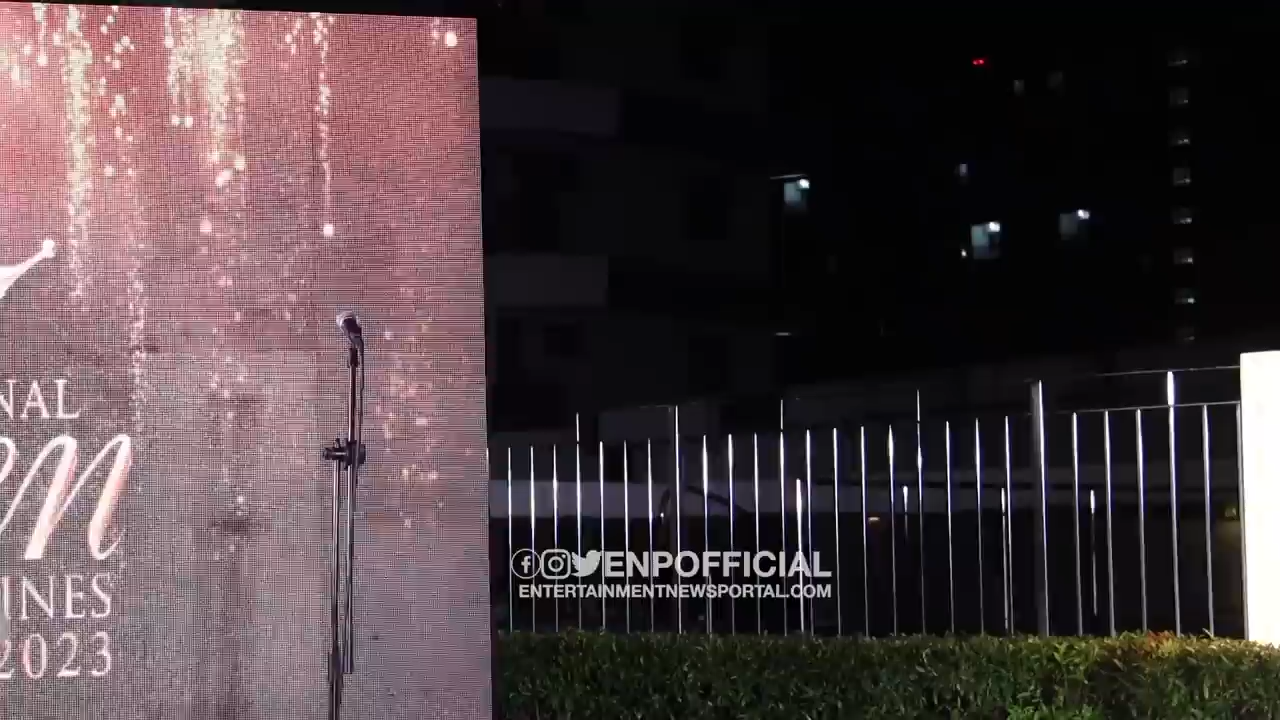 NAL
INES
2023
ENPOFFICIAL
ENTERTAINMENTNEWSPORTAL.COM